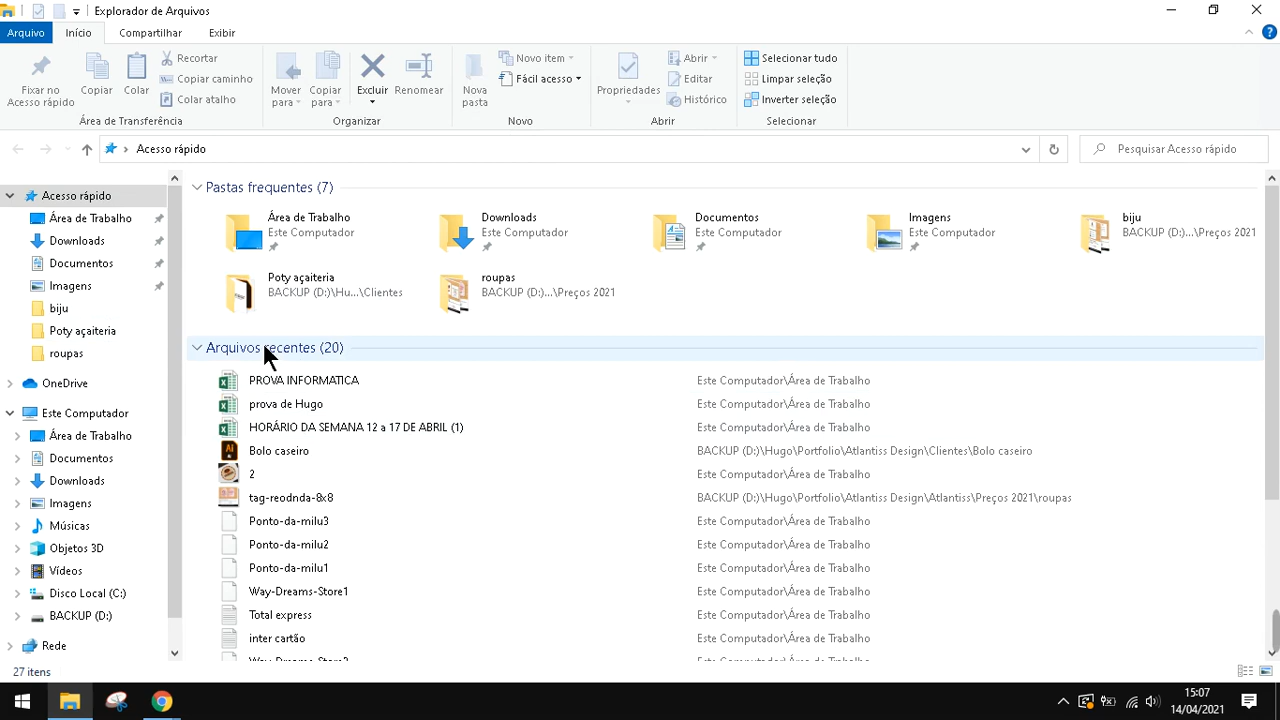 Explorador de Arquivos
Arquivo Início Compartilhar Exibir
Fixar no Acesso rápido
Copiar
Colar
Recortar
Copiar caminho
Colar atalho
Área de Transferência
Mover para
Copiar para
Excluir
Renomear
Organizar
Nova pasta
Novo item
Fácil acesso
Novo
Propriedades
Abrir
Editar
Histórico
Abrir
Selecionar tudo
Limpar seleção
Inverter seleção
Selecionar
Acesso rápido
Pesquisar Acesso rápido
Acesso rápido
Área de Trabalho
Downloads
Documentos
Imagens
biju
Poty açaiteria
roupas
OneDrive
Este Computador
Área de Trabalho
Documentos
Downloads
Imagens
Músicas
Objetos 3D
Vídeos
Disco Local (C:)
BACKUP (D:)
Rede
Pastas frequentes (7)
Área de Trabalho
Este Computador
Downloads
Este Computador
Documentos
Este Computador
Imagens
Este Computador
biju
BACKUP (D:)...\Preços 2021
Poty açaiteria
BACKUP (D:)\Hu...\Clientes
roupas
BACKUP (D:)...\Preços 2021
Arquivos recentes (20)
PROVA INFORMATICA Este Computador\Área de Trabalho
prova de Hugo Este Computador\Área de Trabalho
HORÁRIO DA SEMANA 12 a 17 DE ABRIL (1) Este Computador\Área de Trabalho
Bolo caseiro BACKUP (D:)\Hugo\Portfolio\Atlantiss Design\Clientes\Bolo caseiro
2 Este Computador\Área de Trabalho
tag-reodnda-8x8 BACKUP (D:)\Hugo\Portfolio\Atlantiss Design\Atlantiss\Preços 2021\roupas
Ponto-da-milu3 Este Computador\Área de Trabalho
Ponto-da-milu2 Este Computador\Área de Trabalho
Ponto-da-milu1 Este Computador\Área de Trabalho
Way-Dreams-Store1 Este Computador\Área de Trabalho
Total express Este Computador\Área de Trabalho
inter cartão Este Computador\Área de Trabalho
27 itens
15:07
14/04/2021